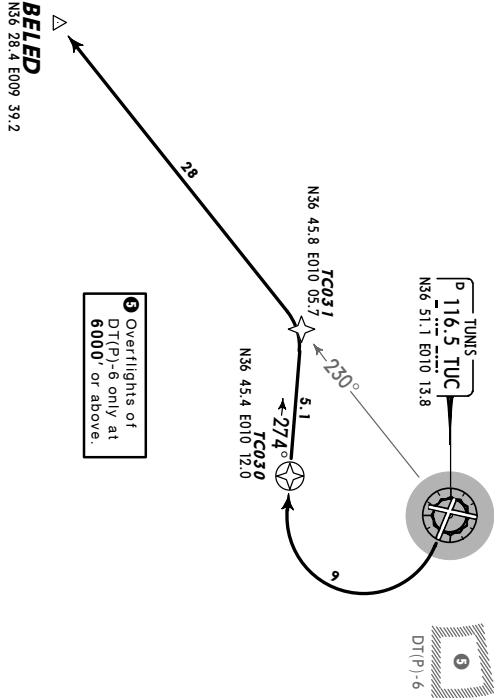 BELED
N36 28.4 E009 39.2
28
N36 45.8 E010 05.7
TC031
TUNIS
D 116.5 TUC
N36 51.1 E010 13.8
230°
5.1
274°
TC030
N36 45.4 E010 12.0
9
5 Overflights of
DT(P)-6 only at
6000' or above.
5
DT(P)-6